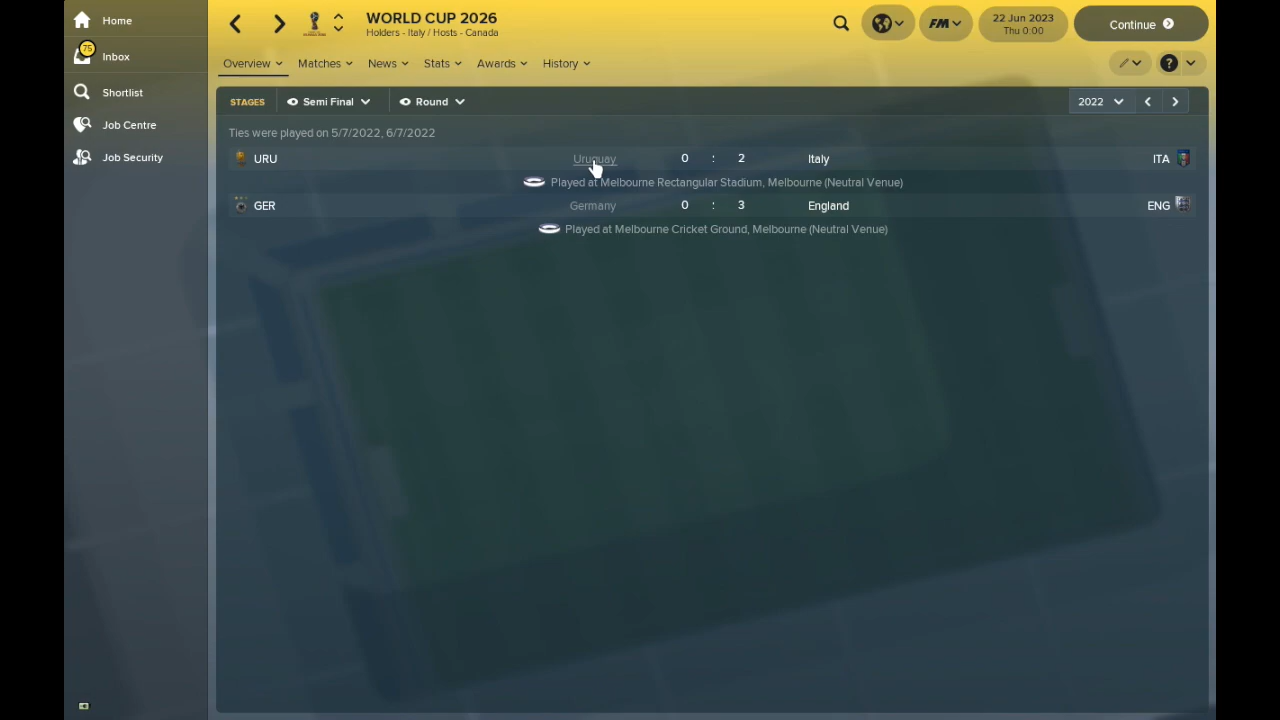 Home
75
Inbox
Shortlist
Job Centre
Job Security
WORLD CUP 2026
Holders - Italy / Hosts - Canada
FM
22 Jun 2023
Thu 0:00
Continue
Overview
Matches
News
Stats
Awards
History
?
STAGES
Semi Final
Round
2022
Ties were played on 5/7/2022, 6/7/2022
URU Uruguay 0 : 2 Italy ITA
Played at Melbourne Rectangular Stadium, Melbourne (Neutral Venue)
GER Germany 0 : 3 England ENG
Played at Melbourne Cricket Ground, Melbourne (Neutral Venue)